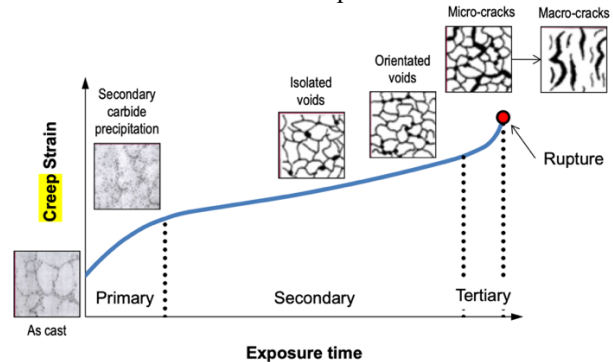 Micro-cracks
Macro-cracks
Orientated
voids
Isolated
voids
Secondary
carbide
precipitation
Rupture
Creep Strain
Primary
Secondary
Tertiary
As cast
Exposure time